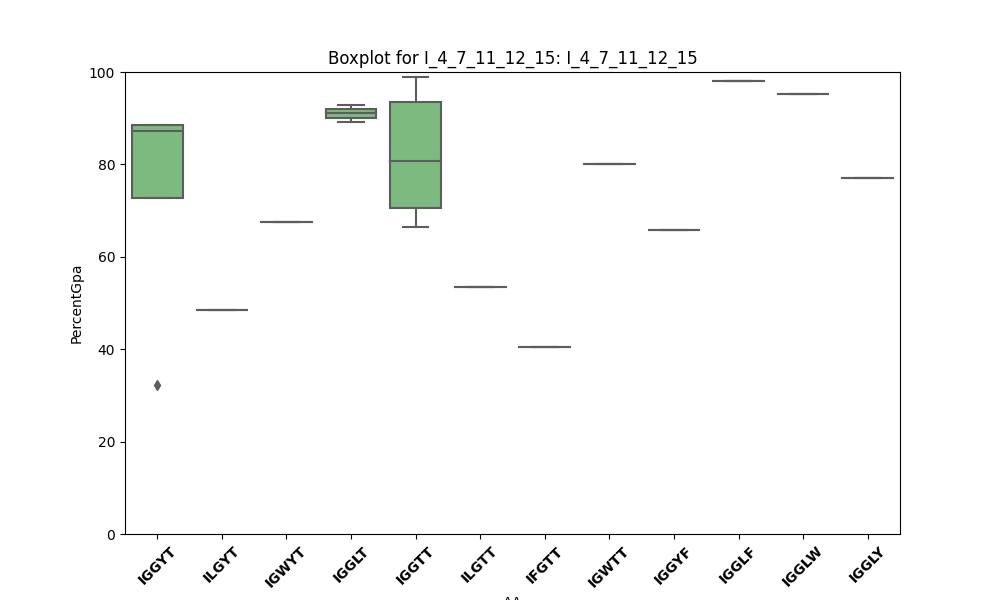 Boxplot for I_4_7_11_12_15: I_4_7_11_12_15
100
80
60
40
20
0
PercentGpa
IGGYT
ILGYT
IGWYT
IGGLT
IGGTT
ILGTT
IFGTT
IGWTT
IGGYF
IGGLF
IGGLW
IGGLY
AA